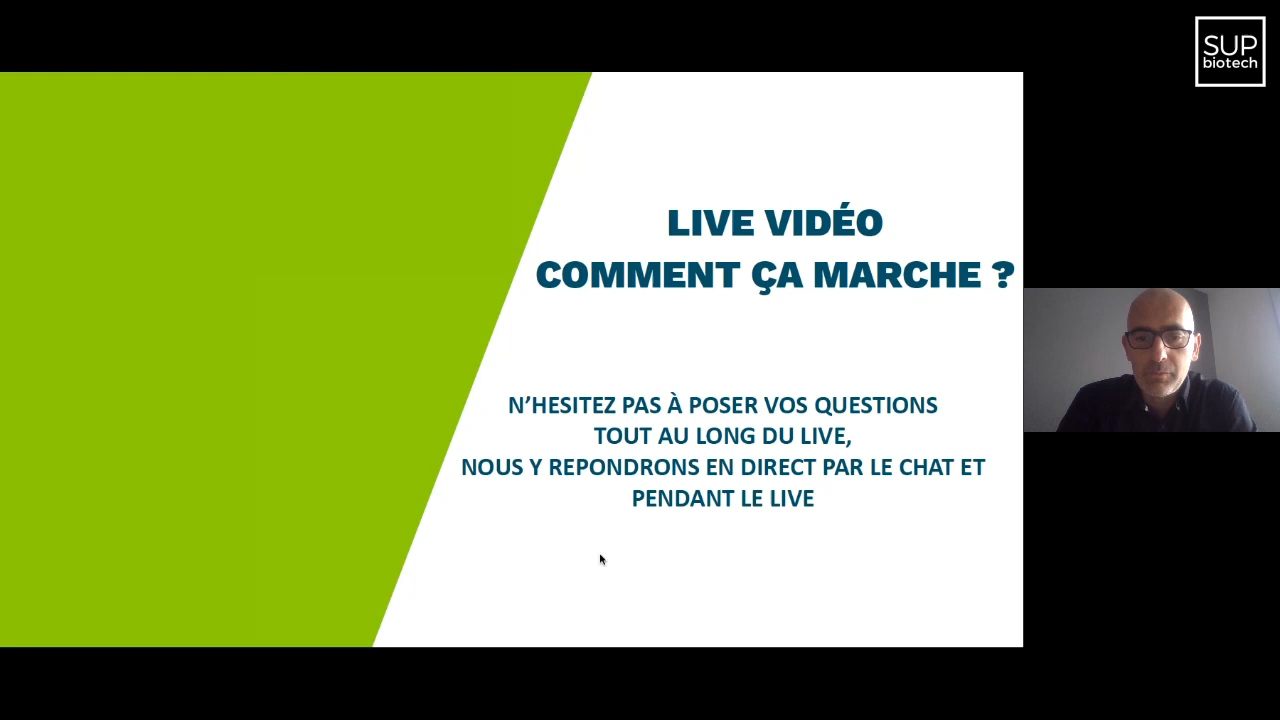 SUP
biotech
LIVE VIDÉO
COMMENT ÇA MARCHE ?
N’HESITEZ PAS À POSER VOS QUESTIONS
TOUT AU LONG DU LIVE,
NOUS Y REPONDRONS EN DIRECT PAR LE CHAT ET
PENDANT LE LIVE